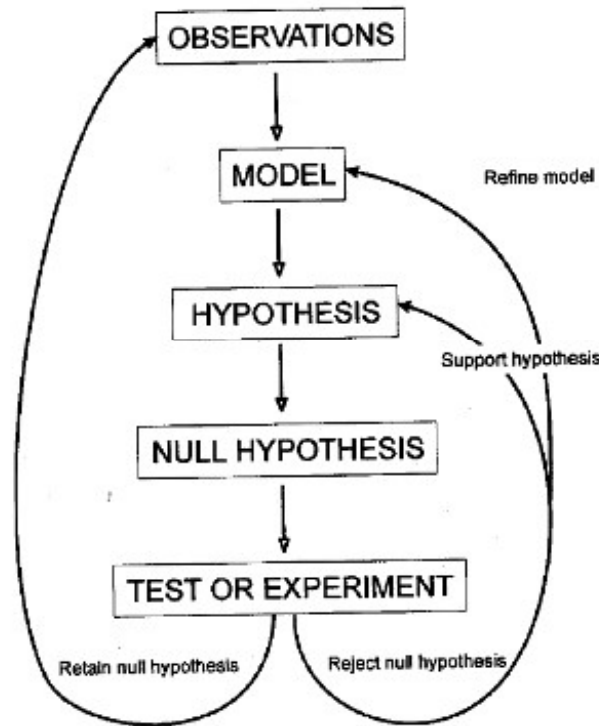 OBSERVATIONS
MODEL
Refine model
HYPOTHESIS
Support hypothesis
NULL HYPOTHESIS
TEST OR EXPERIMENT
Retain null hypothesis
Reject null hypothesis